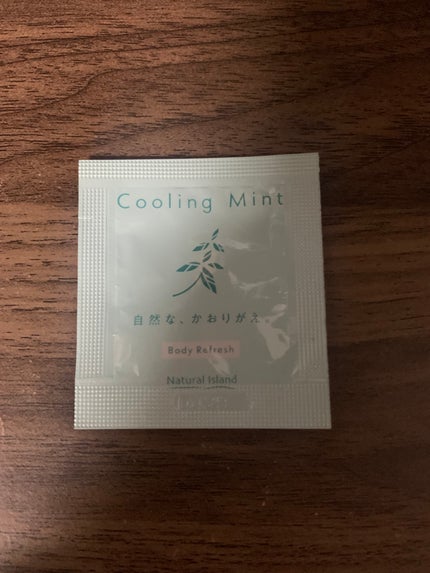 Cooling Mint
自然な、かおりがえ。
Body Refresh
Natural Island